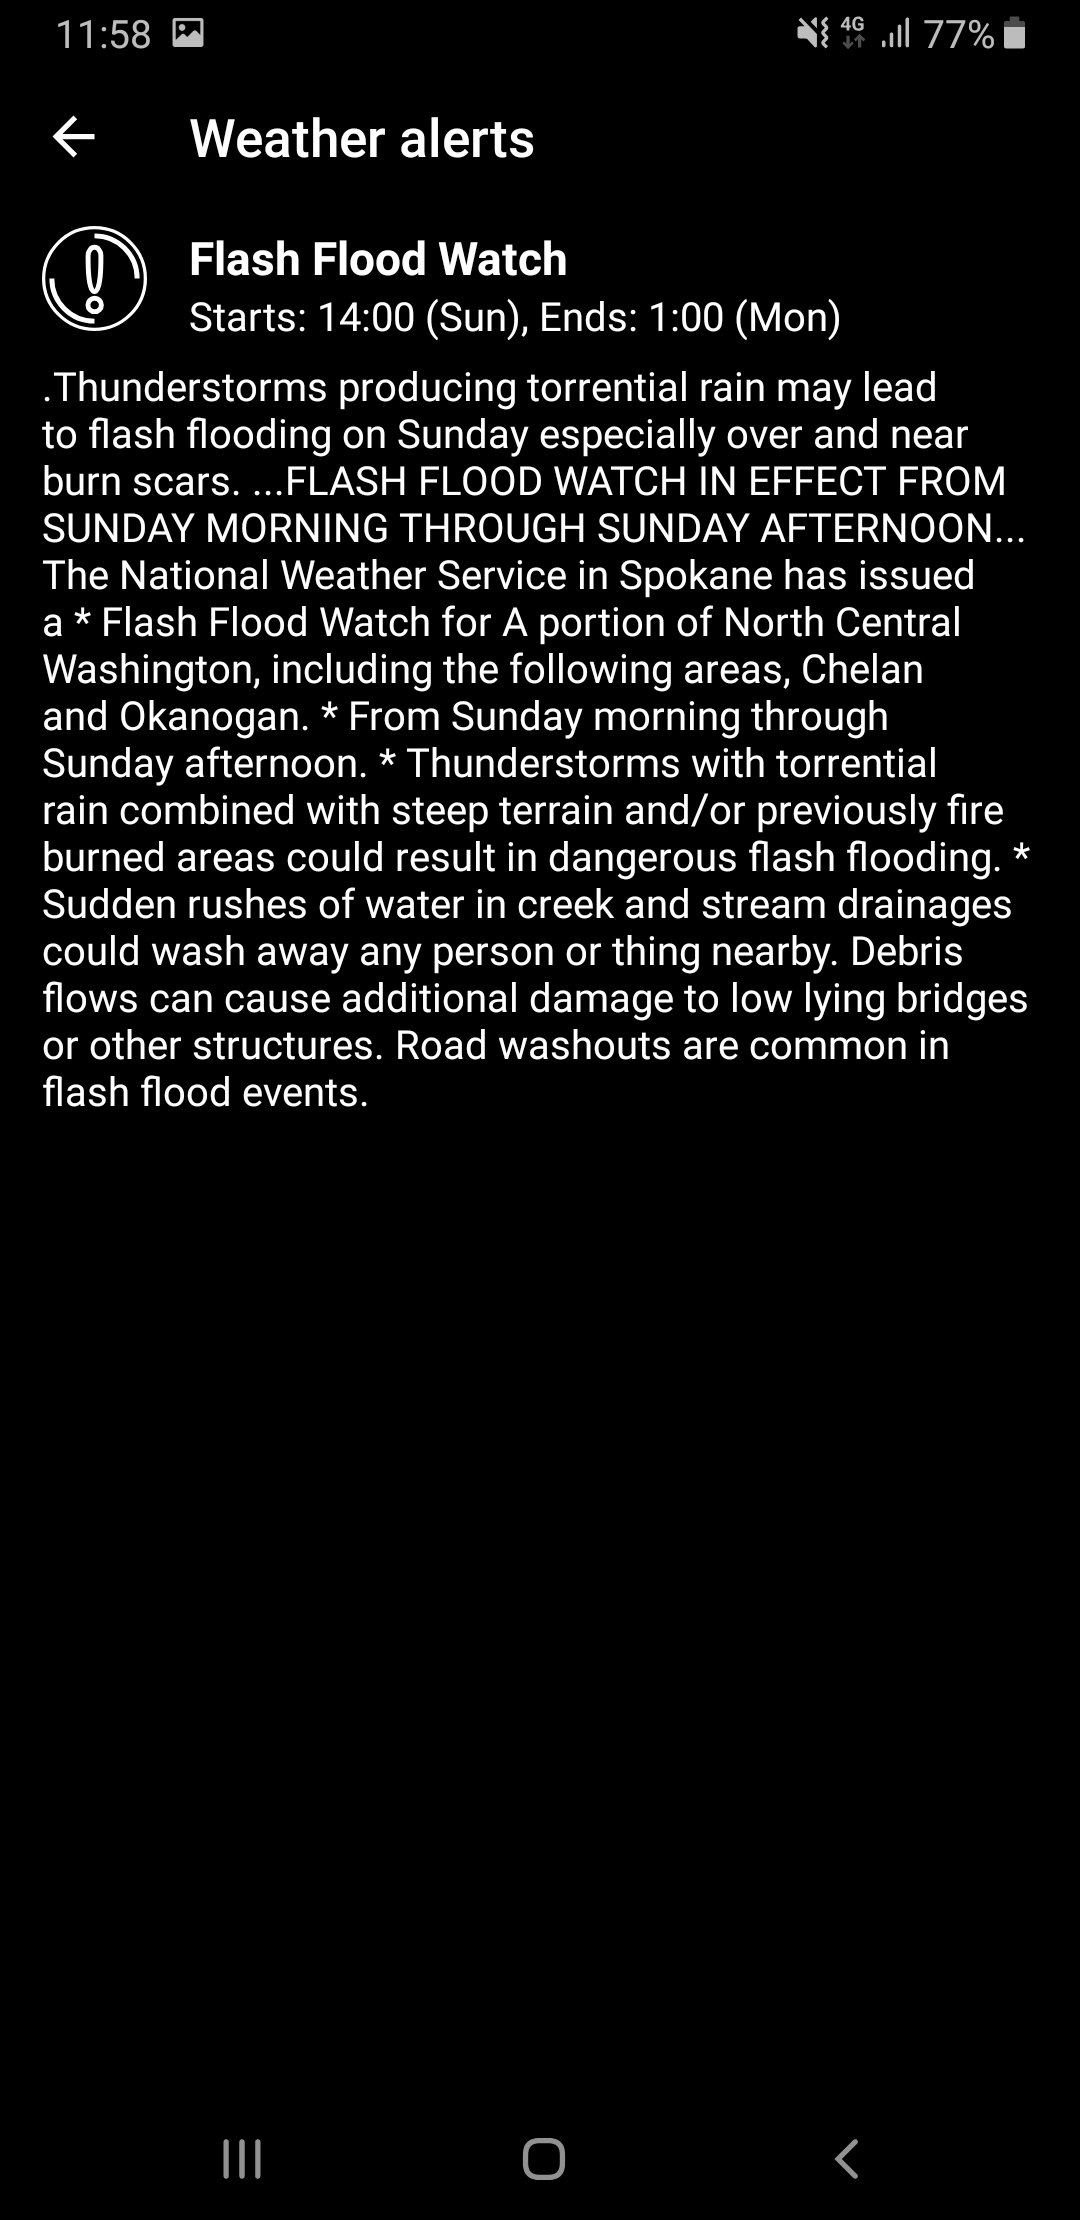 11:58
4G
77%
Weather alerts
Flash Flood Watch
Starts: 14:00 (Sun), Ends: 1:00 (Mon)
.Thunderstorms producing torrential rain may lead
to flash flooding on Sunday especially over and near
burn scars. ...FLASH FLOOD WATCH IN EFFECT FROM
SUNDAY MORNING THROUGH SUNDAY AFTERNOON...
The National Weather Service in Spokane has issued
a * Flash Flood Watch for A portion of North Central
Washington, including the following areas, Chelan
and Okanogan. * From Sunday morning through
Sunday afternoon. * Thunderstorms with torrential
rain combined with steep terrain and/or previously fire
burned areas could result in dangerous flash flooding. *
Sudden rushes of water in creek and stream drainages
could wash away any person or thing nearby. Debris
flows can cause additional damage to low lying bridges
or other structures. Road washouts are common in
flash flood events.